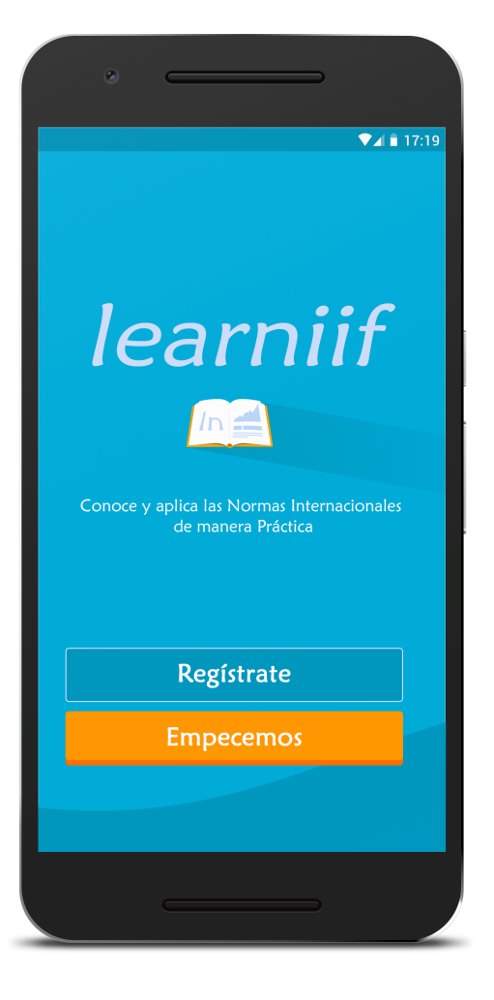 17:19
learniif
In
Conoce y aplica las Normas Internacionales
de manera Práctica
Regístrate
Empecemos